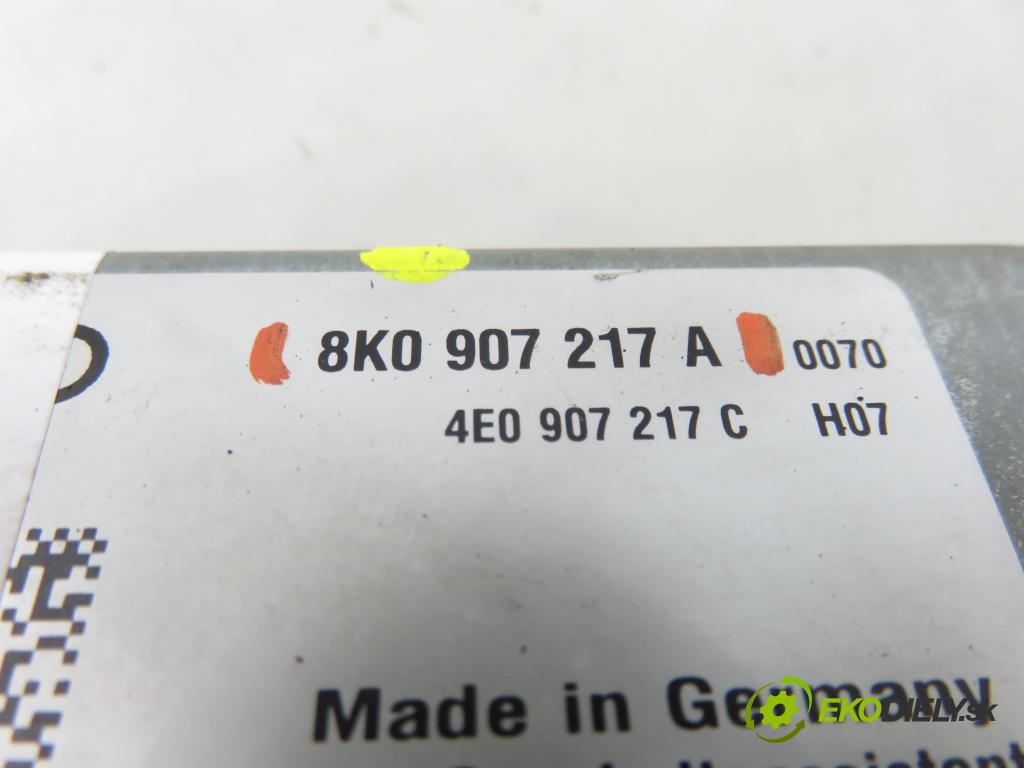 8K0 907 217 A 0070
4E0 907 217 C H07
Made in Germany
EKODIELY.sk